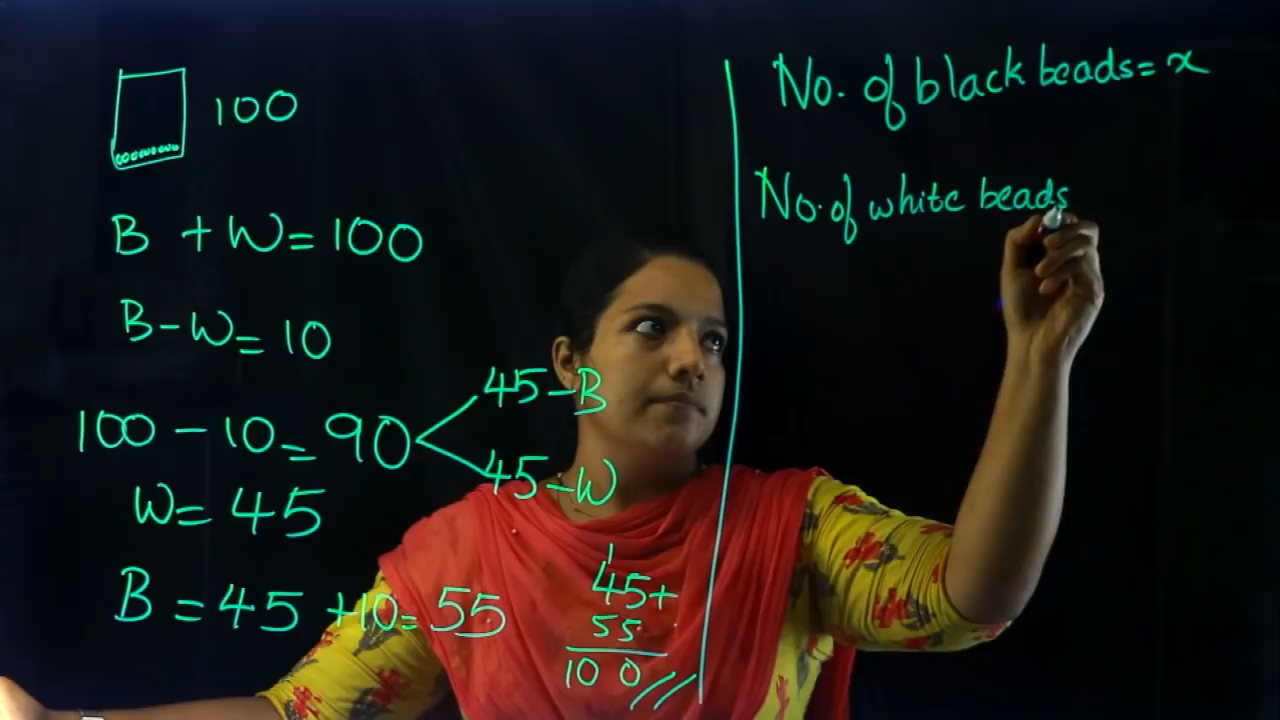 100
B + W = 100
B - W = 10
100 - 10 = 90
45 - B
45 - W
W = 45
B = 45 + 10 = 55
1
45+
55
100 //
No. of black beads = x
No. of white beads